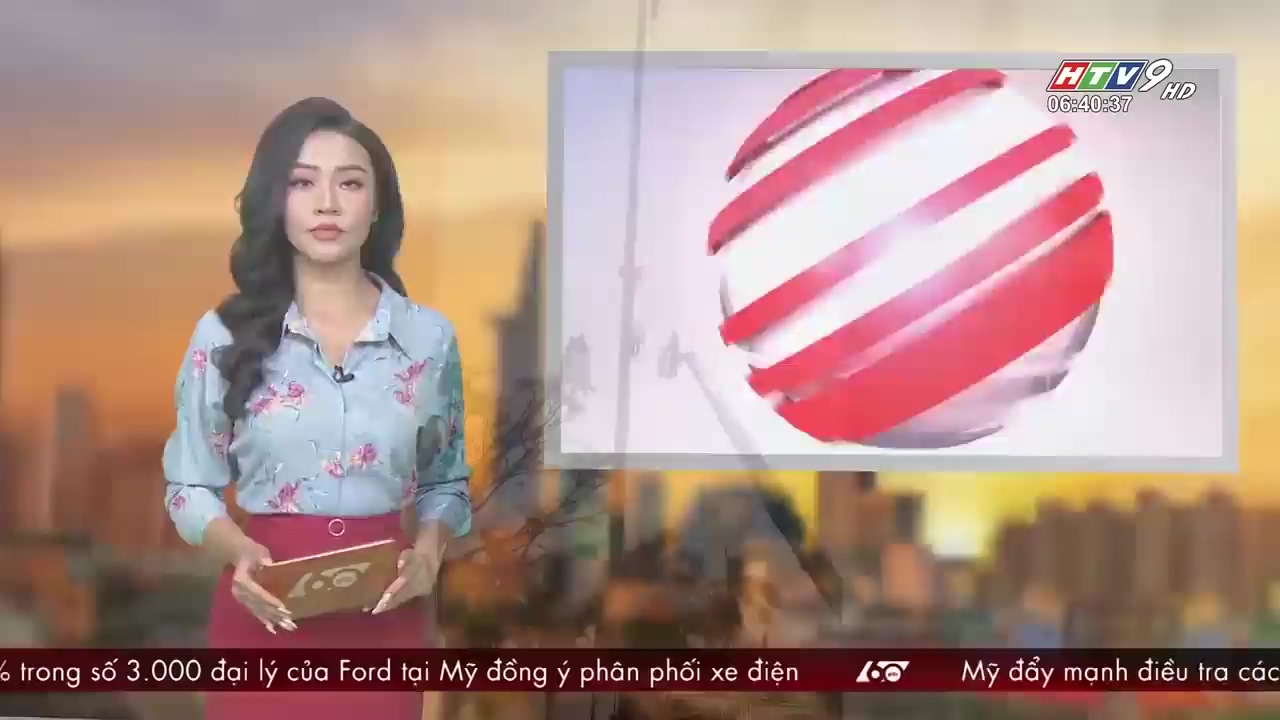 HTV9 HD
06:40:37
% trong số 3.000 đại lý của Ford tại Mỹ đồng ý phân phối xe điện 60 Mỹ đẩy mạnh điều tra các